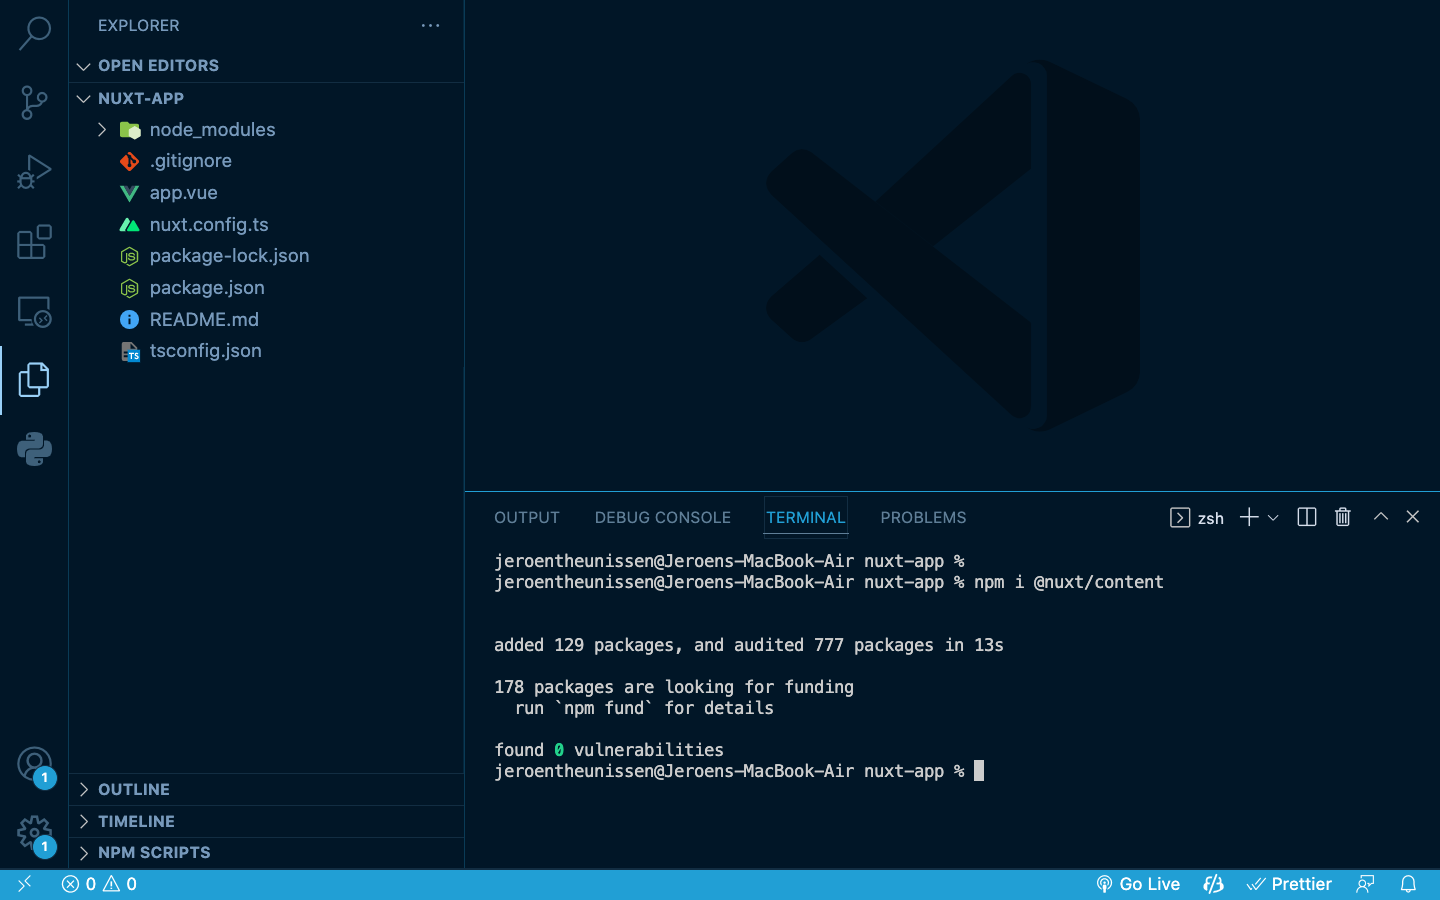 EXPLORER
OPEN EDITORS
NUXT-APP
node_modules
.gitignore
app.vue
nuxt.config.ts
package-lock.json
package.json
README.md
TS
tsconfig.json
1
1
OUTLINE
TIMELINE
NPM SCRIPTS
OUTPUT DEBUG CONSOLE TERMINAL PROBLEMS zsh
jeroentheunissen@Jeroens-MacBook-Air nuxt-app %
jeroentheunissen@Jeroens-MacBook-Air nuxt-app % npm i @nuxt/content
added 129 packages, and audited 777 packages in 13s
178 packages are looking for funding
run `npm fund` for details
found 0 vulnerabilities
jeroentheunissen@Jeroens-MacBook-Air nuxt-app %
0 0 Go Live Prettier